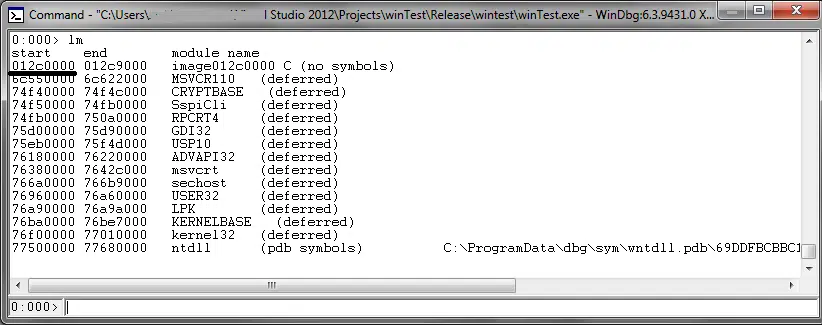 Command - "C:\Users\ l Studio 2012\Projects\winTest\Release\wintest\winTest.exe" - WinDbg:6.3.9431.0 X...
0:000> lm
start end module name
012c0000 012c9000 image012c0000 C (no symbols)
6c550000 6c622000 MSVCR110 (deferred)
74f40000 74f4c000 CRYPTBASE (deferred)
74f50000 74fb0000 SspiCli (deferred)
74fb0000 750a0000 RPCRT4 (deferred)
75d00000 75d90000 GDI32 (deferred)
75eb0000 75f4d000 USP10 (deferred)
76180000 76220000 ADVAPI32 (deferred)
76380000 7642c000 msvcrt (deferred)
766a0000 766b9000 sechost (deferred)
76960000 76a60000 USER32 (deferred)
76a90000 76a9a000 LPK (deferred)
76ba0000 76be7000 KERNELBASE (deferred)
76f00000 77010000 kernel32 (deferred)
77500000 77680000 ntdll (pdb symbols) C:\ProgramData\dbg\sym\wntdll.pdb\69DDFBCBBC1
0:000>